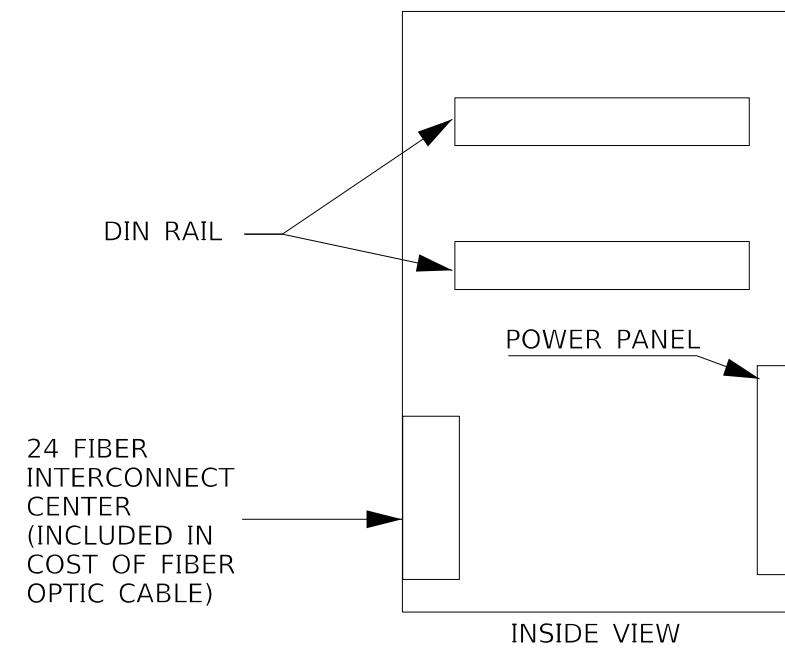 DIN RAIL
POWER PANEL
24 FIBER
INTERCONNECT
CENTER
(INCLUDED IN
COST OF FIBER
OPTIC CABLE)
INSIDE VIEW